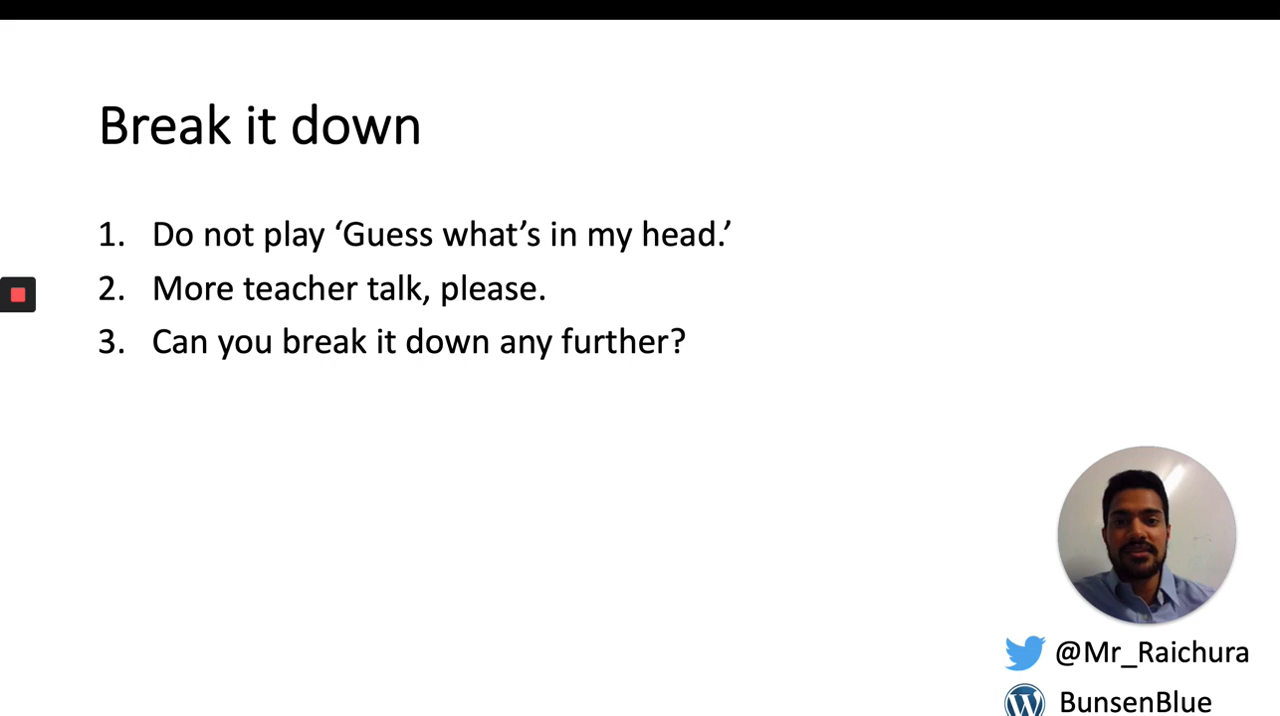 Break it down
1. Do not play ‘Guess what’s in my head.’
2. More teacher talk, please.
3. Can you break it down any further?
@Mr_Raichura
BunsenBlue